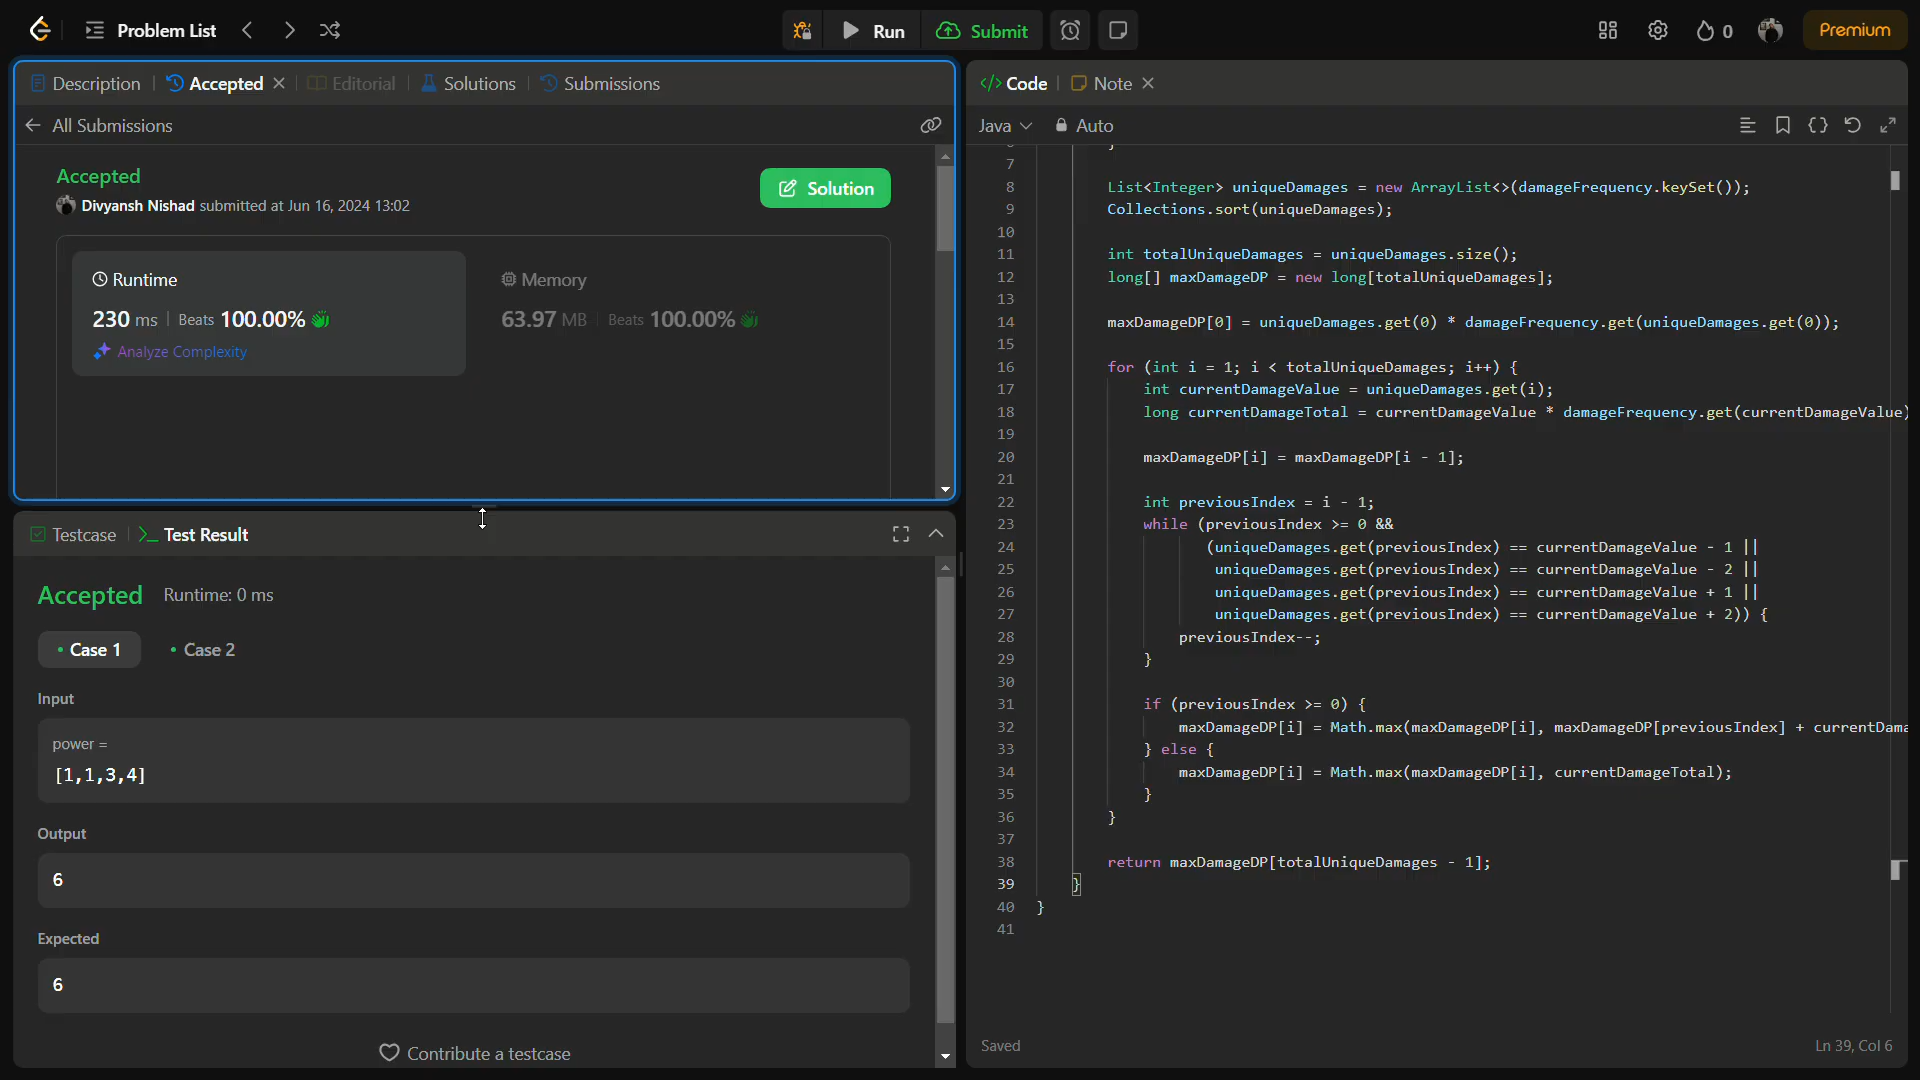 Problem List
Run
Submit
0
Premium
Description
Accepted
Editorial
Solutions
Submissions
All Submissions
Accepted
Solution
Divyansh Nishad submitted at Jun 16, 2024 13:02
Runtime
230 ms | Beats 100.00%
Analyze Complexity
Memory
63.97 MB | Beats 100.00%
Testcase
Test Result
Accepted Runtime: 0 ms
• Case 1
• Case 2
Input
power =
[1,1,3,4]
Output
6
Expected
6
Contribute a testcase
</> Code
Note
Java
Auto
7
8 List<Integer> uniqueDamages = new ArrayList<>(damageFrequency.keySet());
9 Collections.sort(uniqueDamages);
10
11 int totalUniqueDamages = uniqueDamages.size();
12 long[] maxDamageDP = new long[totalUniqueDamages];
13
14 maxDamageDP[0] = uniqueDamages.get(0) * damageFrequency.get(uniqueDamages.get(0));
15
16 for (int i = 1; i < totalUniqueDamages; i++) {
17 int currentDamageValue = uniqueDamages.get(i);
18 long currentDamageTotal = currentDamageValue * damageFrequency.get(currentDamageValue)
19
20 maxDamageDP[i] = maxDamageDP[i - 1];
21
22 int previousIndex = i - 1;
23 while (previousIndex >= 0 &&
24 (uniqueDamages.get(previousIndex) == currentDamageValue - 1 ||
25 uniqueDamages.get(previousIndex) == currentDamageValue - 2 ||
26 uniqueDamages.get(previousIndex) == currentDamageValue + 1 ||
27 uniqueDamages.get(previousIndex) == currentDamageValue + 2)) {
28 previousIndex--;
29 }
30
31 if (previousIndex >= 0) {
32 maxDamageDP[i] = Math.max(maxDamageDP[i], maxDamageDP[previousIndex] + currentDama
33 } else {
34 maxDamageDP[i] = Math.max(maxDamageDP[i], currentDamageTotal);
35 }
36 }
37
38 return maxDamageDP[totalUniqueDamages - 1];
39 }
40 }
41
Saved
Ln 39, Col 6